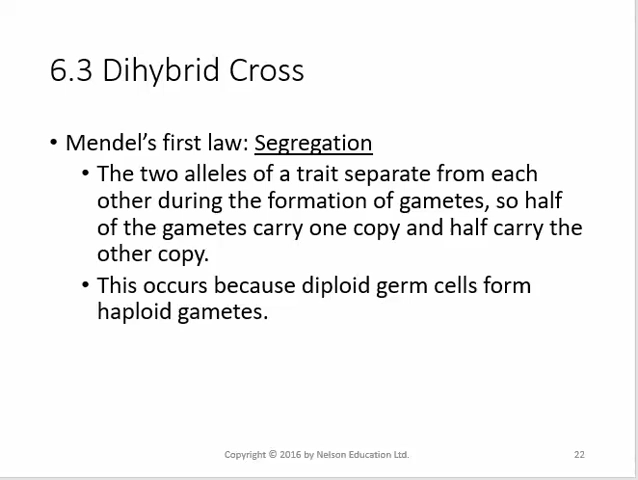 6.3 Dihybrid Cross
• Mendel's first law: Segregation
• The two alleles of a trait separate from each
other during the formation of gametes, so half
of the gametes carry one copy and half carry the
other copy.
• This occurs because diploid germ cells form
haploid gametes.
Copyright © 2016 by Nelson Education Ltd.
22